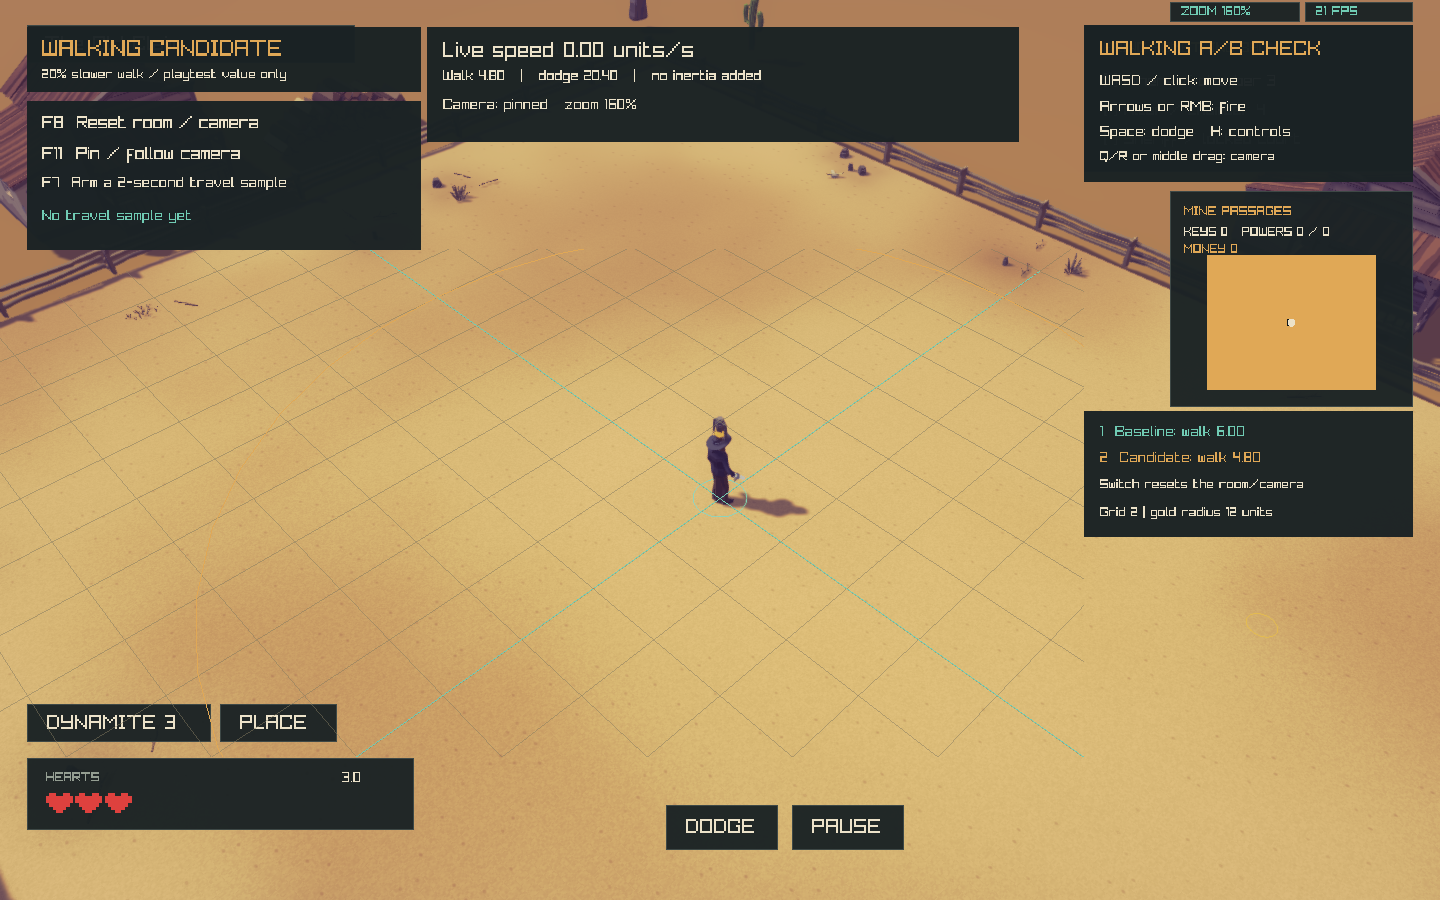 ZOOM 160%
21 FPS
WALKING CANDIDATE
20% slower walk / playtest value only
F8 Reset room / camera
F11 Pin / Follow camera
F7 Arm a 2-second travel sample
No travel sample yet
Live speed 0.00 units/s
Walk 4.80 | dodge 20.40 | no inertia added
Camera: pinned zoom 160%
WALKING A/B CHECK
WASD / click: move
Arrows or RMB: fire
Space: dodge H: controls
Q/R or middle drag: camera
MINE PASSAGES
KEYS 0 POWERS 0 / 0
MONEY 0
1 Baseline: walk 6.00
2 Candidate: walk 4.80
Switch resets the room/camera
Grid 2 | gold radius 12 units
DYNAMITE 3
PLACE
HEARTS 3.0
DODGE
PAUSE